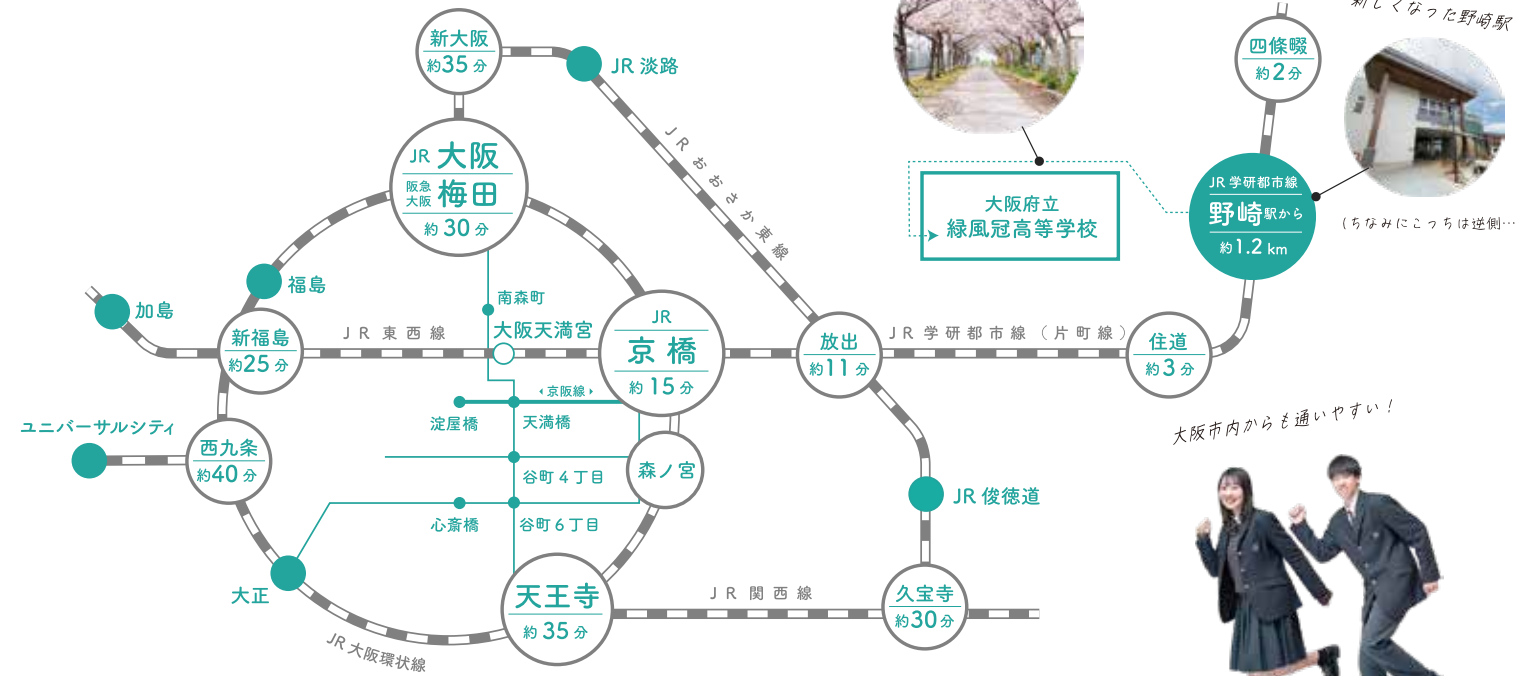 新しくなった野崎駅
新大阪
約35分
JR 淡路
四條畷
約2分
JR 大阪
阪急
大阪 梅田
約30分
JR おおさか東線
大阪府立
緑風冠高等学校
JR 学研都市線
野崎駅から
約1.2 km
(ちなみにこっちは逆側…
加島
福島
南森町
大阪天満宮
新福島
約25分
JR 東西線
JR
京橋
約15分
放出
約11分
JR 学研都市線（片町線）
住道
約3分
京阪線
淀屋橋
天満橋
ユニバーサルシティ
西九条
約40分
谷町4丁目
森ノ宮
大阪市内からも通いやすい！
心斎橋
谷町6丁目
JR 俊徳道
大正
天王寺
約35分
JR 関西線
久宝寺
約30分
JR 大阪環状線